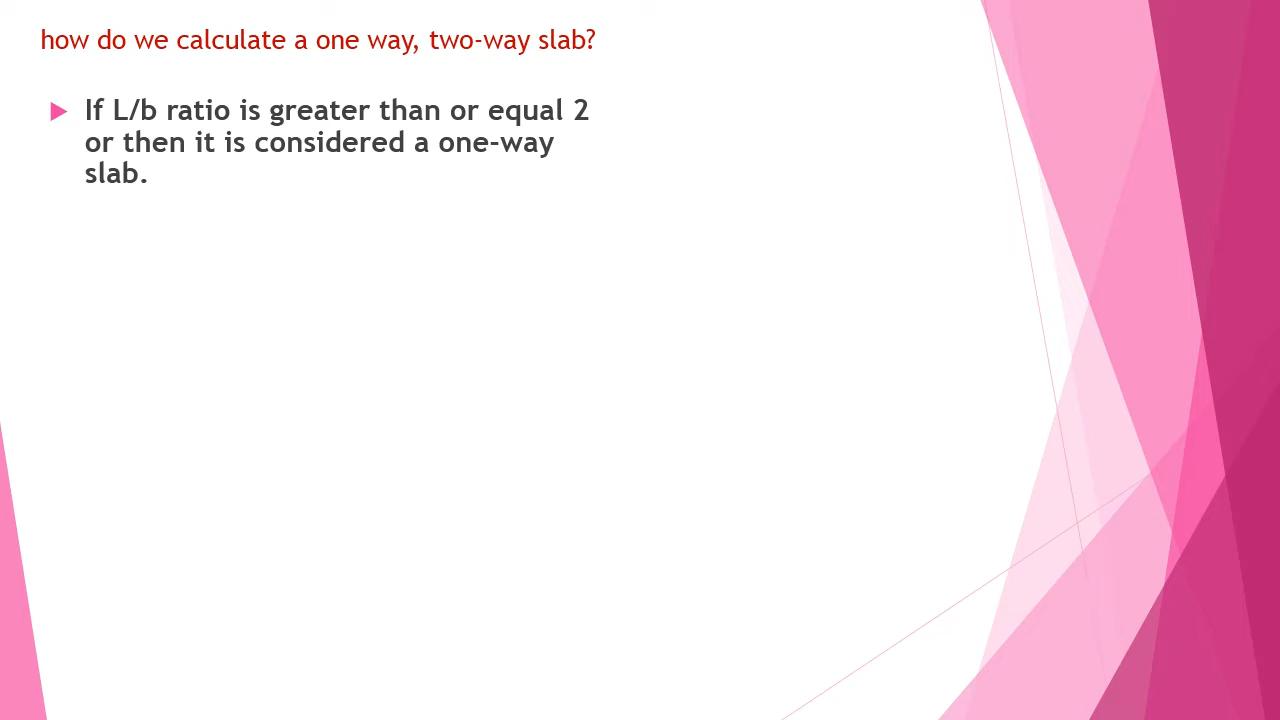 how do we calculate a one way, two-way slab?
If L/b ratio is greater than or equal 2
or then it is considered a one-way
slab.